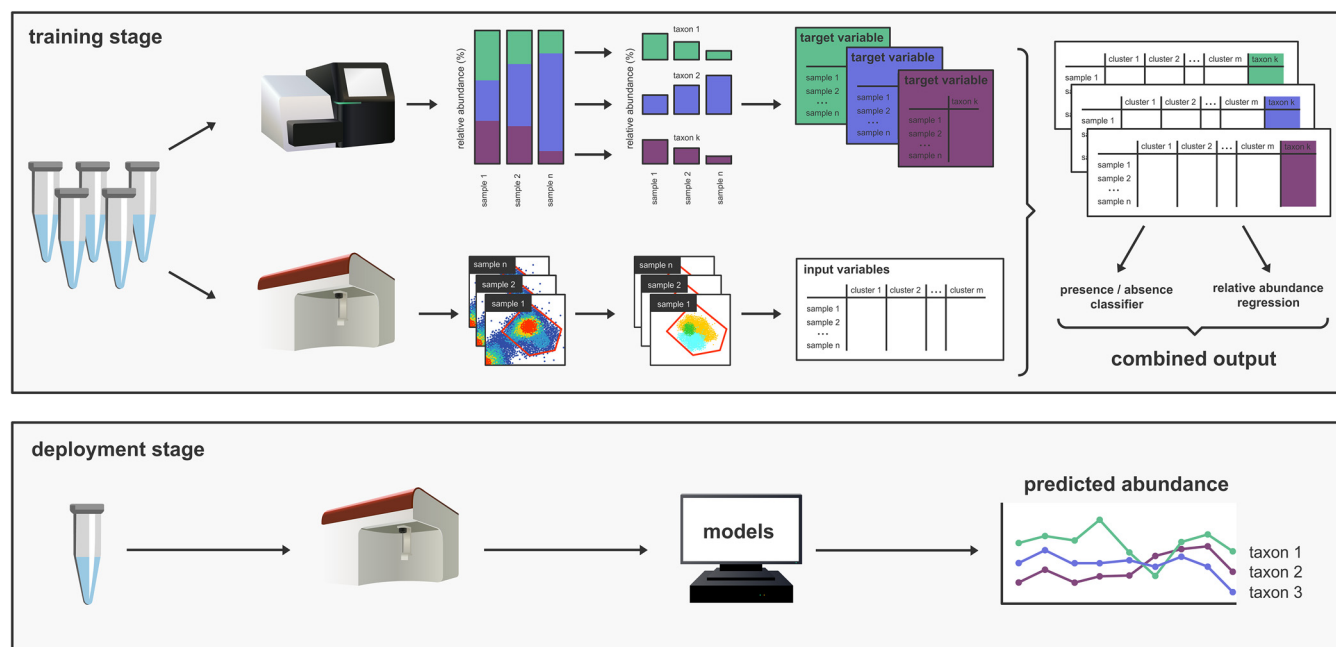 training stage
relative abundance (%)
sample 1
sample 2
sample n
relative abundance (%)
taxon 1
taxon 2
taxon k
sample 1
sample 2
sample n
target variable
sample 1
sample 2
...
sample n
target variable
sample 1
sample 2
...
sample n
target variable
taxon k
sample 1
sample 2
...
sample n
cluster 1 cluster 2 ... cluster m taxon k
sample 1
cluster 1 cluster 2 ... cluster m taxon k
cluster 1 cluster 2 ... cluster m taxon k
sample 1
sample 2
...
sample n
sample n
sample 2
sample 1
sample n
sample 2
sample 1
input variables
cluster 1 cluster 2 ... cluster m
sample 1
sample 2
...
sample n
presence / absence
classifier
relative abundance
regression
combined output
deployment stage
models
predicted abundance
taxon 1
taxon 2
taxon 3